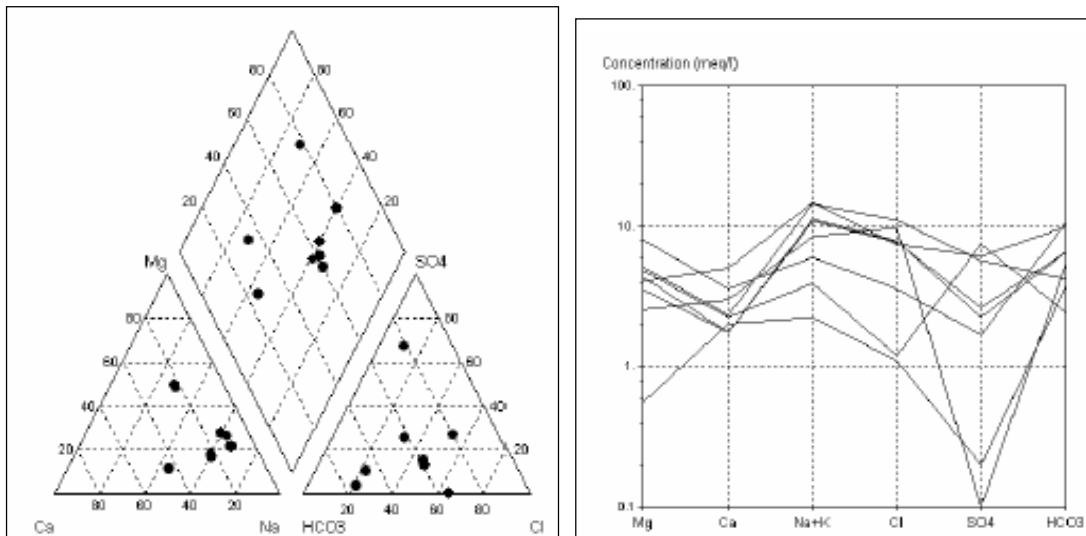 80 80
60 60
40 40
20 20
Mg SO4
80 80
60 60
40 40
20 20
80 60 40 20 20 40 60 80
Ca Na HCO3 Cl
Concentration (meq/l)
100.
10.
1.
0.1
Mg Ca Na+K Cl SO4 HCO3